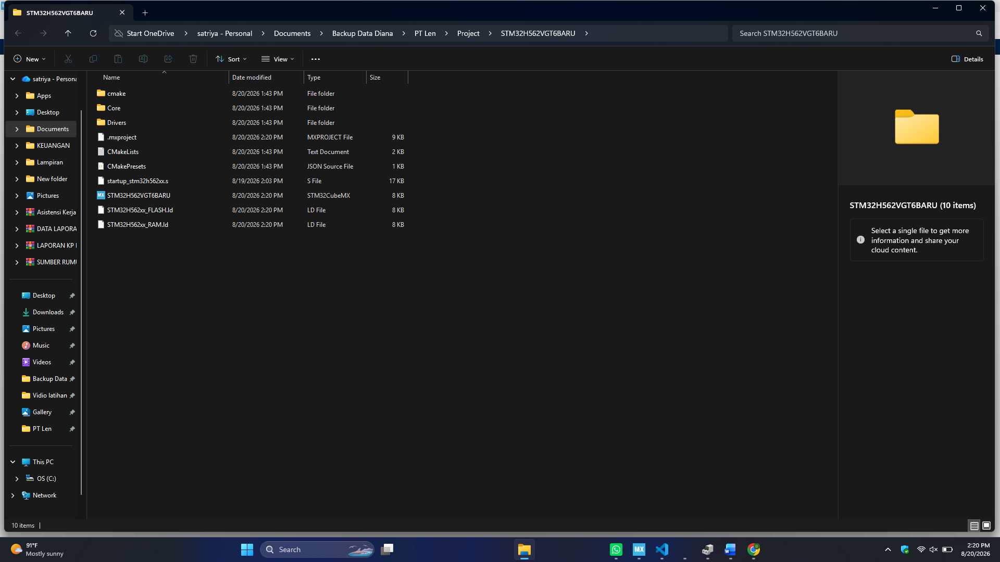 STM32H562VGT6BARU
Start OneDrive > satriya - Personal > Documents > Backup Data Diana > PT Len > Project > STM32H562VGT6BARU >
Search STM32H562VGT6BARU
New
Sort
View
Details
satriya - Persona
Apps
Desktop
Documents
KEUANGAN
Lampiran
New folder
Pictures
Asistensi Kerja
DATA LAPORA
LAPORAN KP
SUMBER RUMU
Desktop
Downloads
Pictures
Music
Videos
Backup Data
Vidio latihan
Gallery
PT Len
This PC
OS (C:)
Network
Name Date modified Type Size
cmake 8/20/2026 1:43 PM File folder
Core 8/20/2026 1:43 PM File folder
Drivers 8/20/2026 1:43 PM File folder
.mxproject 8/20/2026 2:20 PM MXPROJECT File 9 KB
CMakeLists 8/20/2026 1:43 PM Text Document 2 KB
CMakePresets 8/20/2026 1:43 PM JSON Source File 1 KB
startup_stm32h562xx.s 8/19/2026 2:03 PM S File 17 KB
MX STM32H562VGT6BARU 8/20/2026 2:20 PM STM32CubeMX 8 KB
STM32H562xx_FLASH.ld 8/20/2026 2:20 PM LD File 8 KB
STM32H562xx_RAM.ld 8/20/2026 2:20 PM LD File 8 KB
STM32H562VGT6BARU (10 items)
Select a single file to get more
information and share your
cloud content.
10 items
91°F
Mostly sunny
Search
MX
2:20 PM
8/20/2026